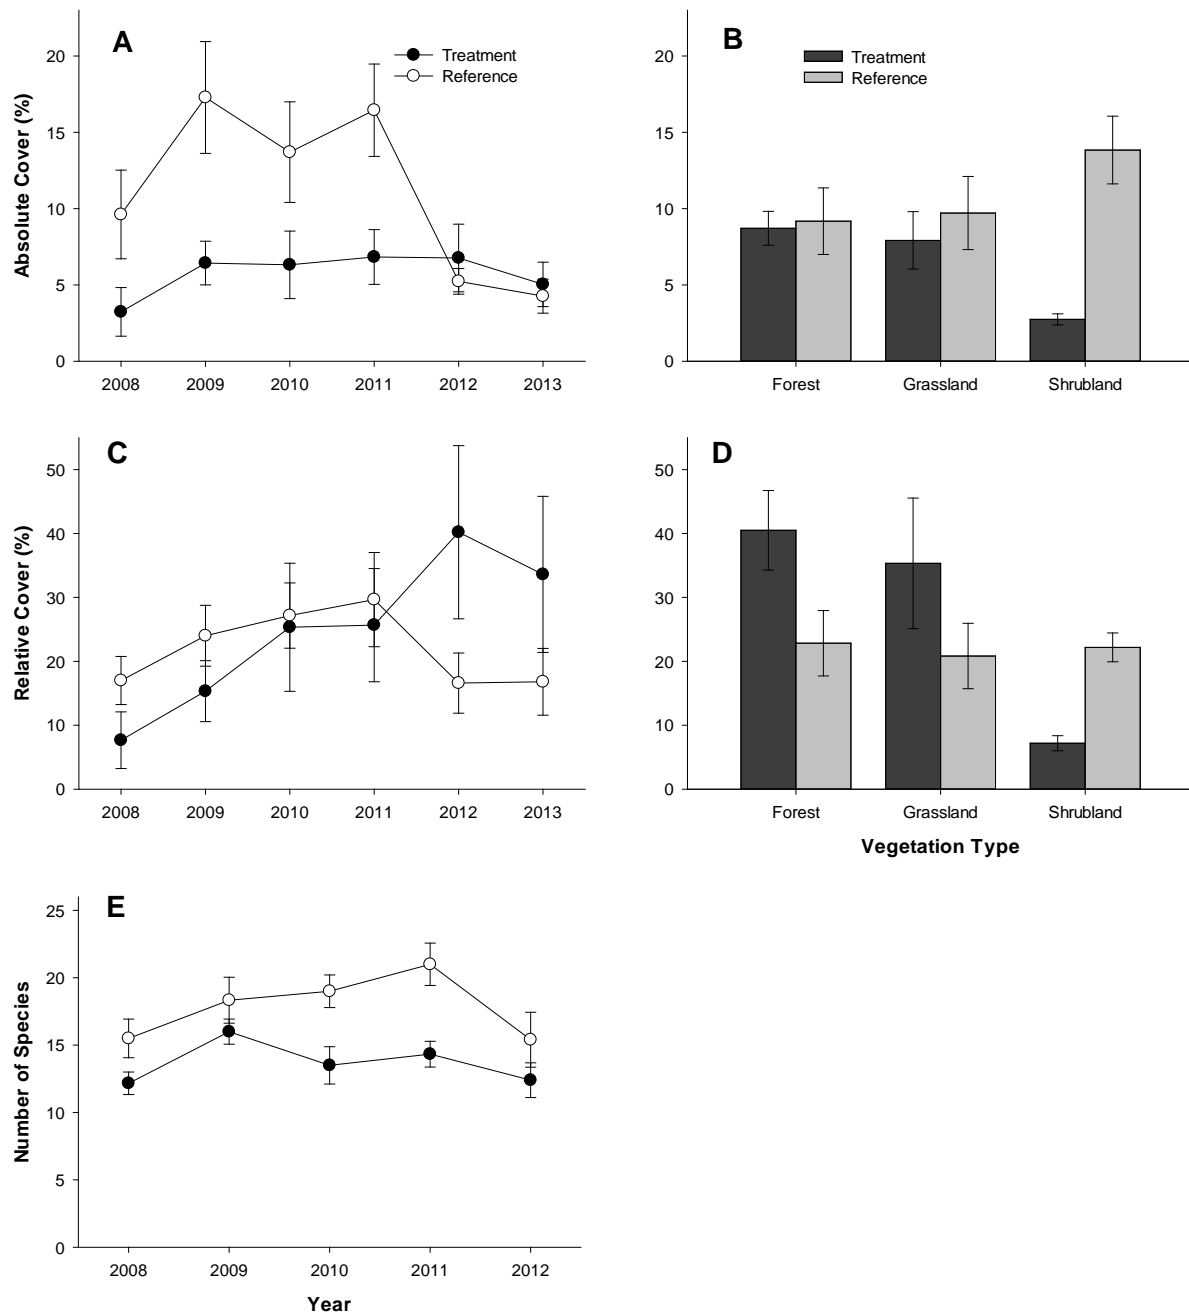 A
Treatment
Reference
Absolute Cover (%)
20
15
10
5
0
2008 2009 2010 2011 2012 2013
B
Treatment
Reference
20
15
10
5
0
Forest Grassland Shrubland
C
Relative Cover (%)
50
40
30
20
10
0
2008 2009 2010 2011 2012 2013
D
50
40
30
20
10
0
Forest Grassland Shrubland
Vegetation Type
E
Number of Species
25
20
15
10
5
0
2008 2009 2010 2011 2012
Year